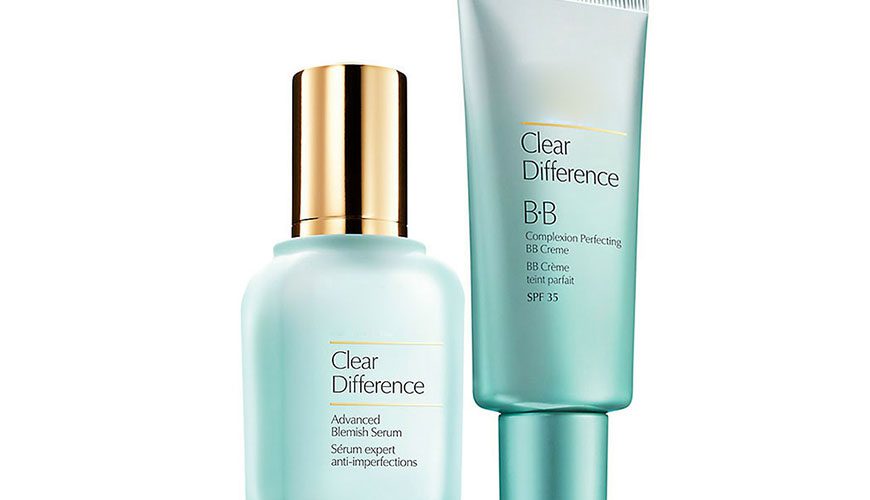 Clear
Difference
Advanced
Blemish Serum
Sérum expert
anti-imperfections
Clear
Difference
B·B
Complexion Perfecting
BB Creme
BB Crème
teint parfait
SPF 35